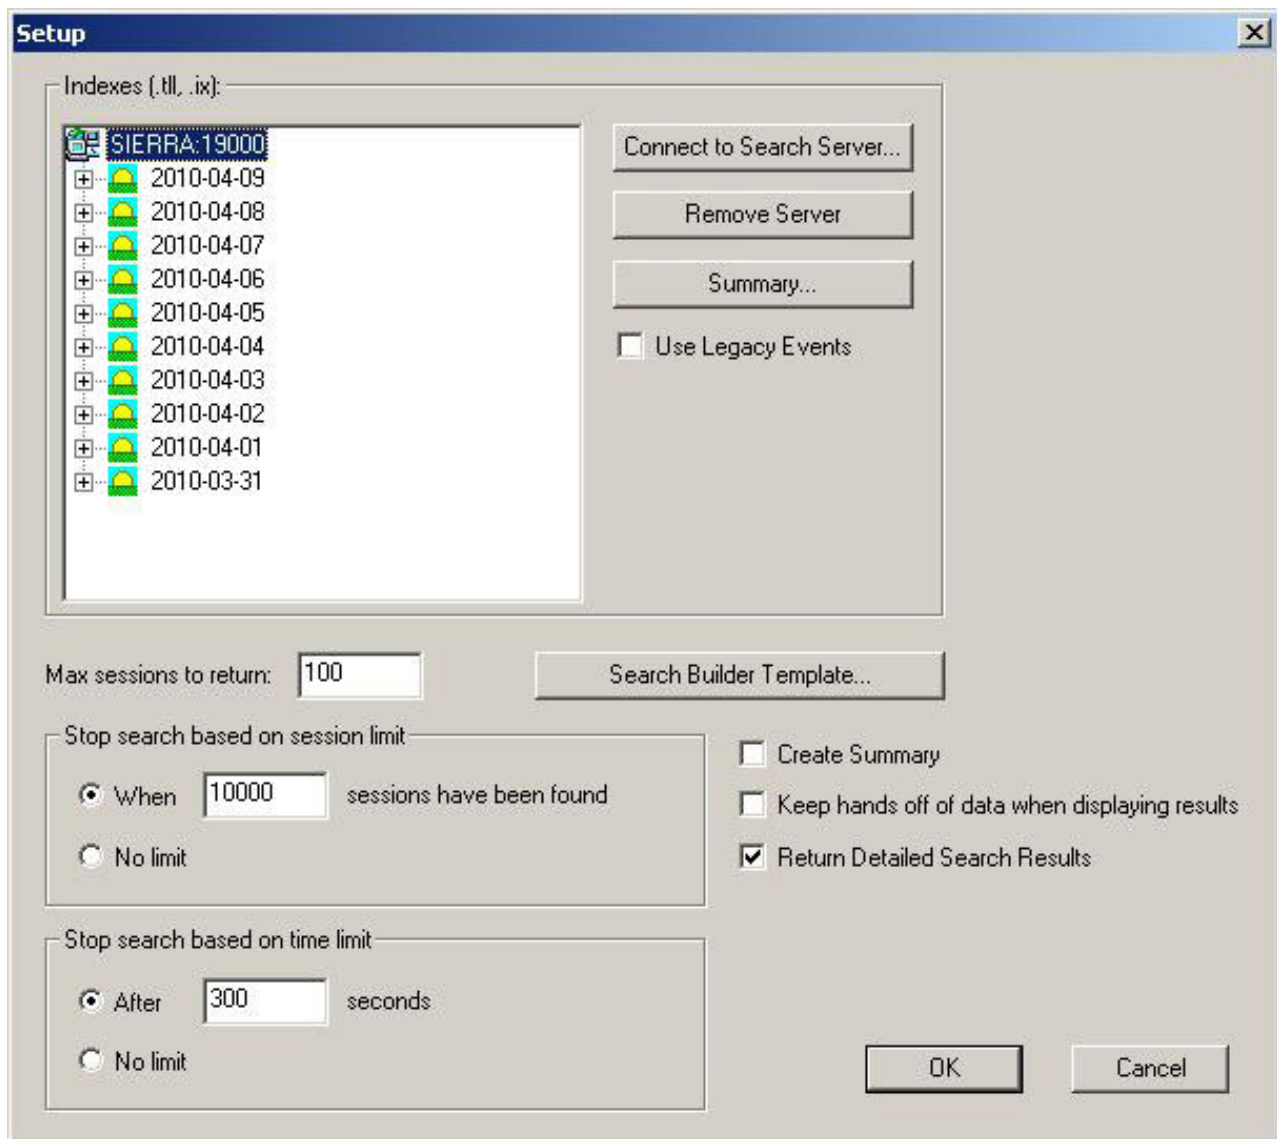 Setup
Indexes (.tll, .ix):
SIERRA:19000
2010-04-09
2010-04-08
2010-04-07
2010-04-06
2010-04-05
2010-04-04
2010-04-03
2010-04-02
2010-04-01
2010-03-31
Connect to Search Server...
Remove Server
Summary...
Use Legacy Events
Max sessions to return: 100
Search Builder Template...
Stop search based on session limit
When 10000 sessions have been found
No limit
Create Summary
Keep hands off of data when displaying results
Return Detailed Search Results
Stop search based on time limit
After 300 seconds
No limit
OK
Cancel